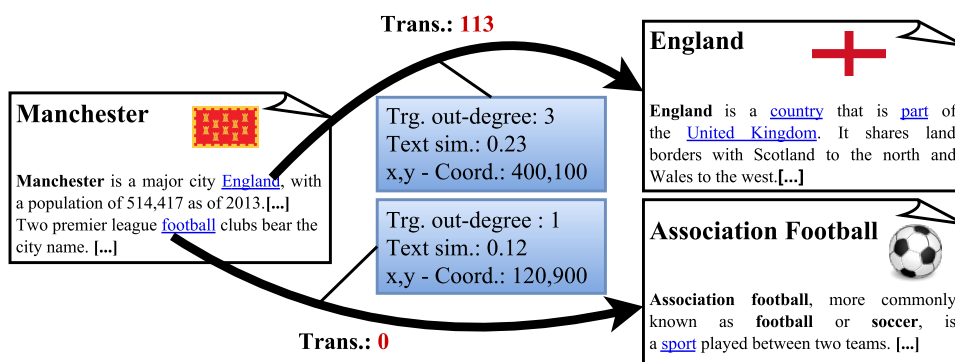 Trans.: 113
England
Manchester
Trg. out-degree: 3
Text sim.: 0.23
x,y - Coord.: 400,100
England is a country that is part of
the United Kingdom. It shares land
borders with Scotland to the north and
Wales to the west.[...]
Manchester is a major city England, with
a population of 514,417 as of 2013.[...]
Two premier league football clubs bear the
city name. [...]
Trg. out-degree : 1
Text sim.: 0.12
x,y - Coord.: 120,900
Association Football
Association football, more commonly
known as football or soccer, is
a sport played between two teams. [...]
Trans.: 0